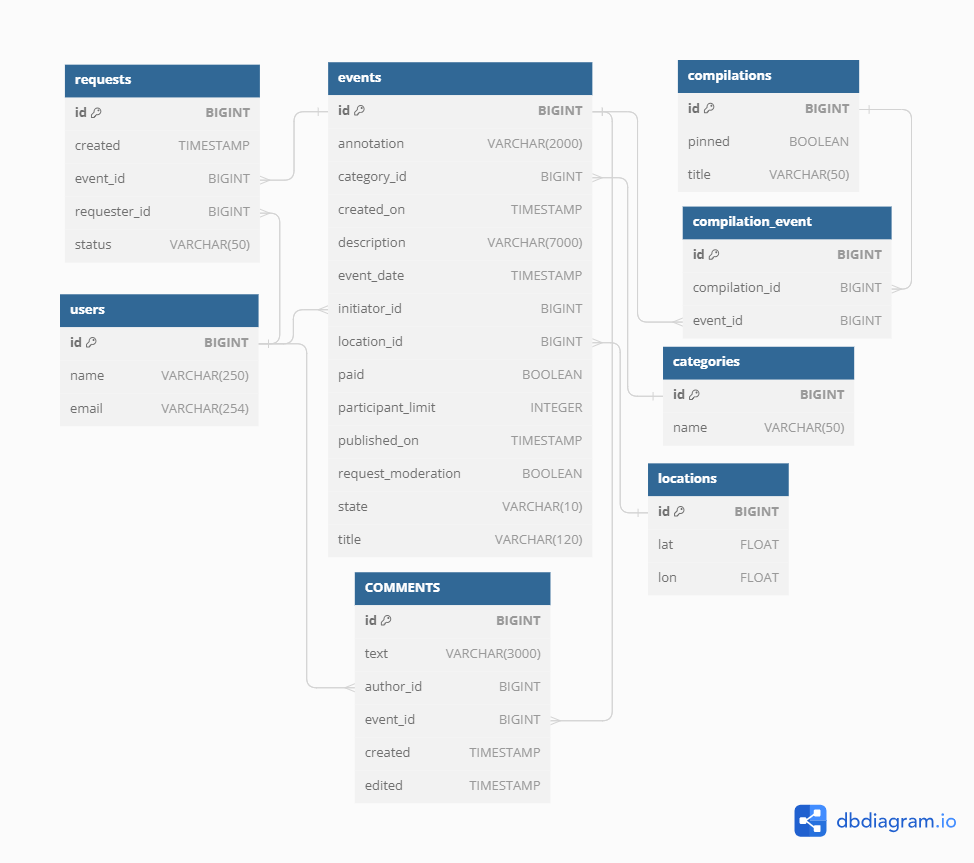 requests
id BIGINT
created TIMESTAMP
event_id BIGINT
requester_id BIGINT
status VARCHAR(50)
users
id BIGINT
name VARCHAR(250)
email VARCHAR(254)
events
id BIGINT
annotation VARCHAR(2000)
category_id BIGINT
created_on TIMESTAMP
description VARCHAR(7000)
event_date TIMESTAMP
initiator_id BIGINT
location_id BIGINT
paid BOOLEAN
participant_limit INTEGER
published_on TIMESTAMP
request_moderation BOOLEAN
state VARCHAR(10)
title VARCHAR(120)
COMMENTS
id BIGINT
text VARCHAR(3000)
author_id BIGINT
event_id BIGINT
created TIMESTAMP
edited TIMESTAMP
compilations
id BIGINT
pinned BOOLEAN
title VARCHAR(50)
compilation_event
id BIGINT
compilation_id BIGINT
event_id BIGINT
categories
id BIGINT
name VARCHAR(50)
locations
id BIGINT
lat FLOAT
lon FLOAT
dbdiagram.io